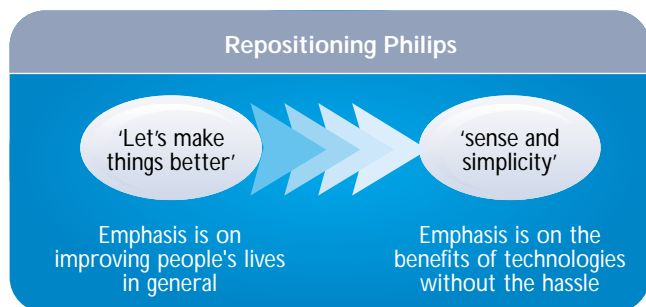 Repositioning Philips
‘Let’s make
things better’
‘sense and
simplicity’
Emphasis is on
improving people's lives
in general
Emphasis is on the
benefits of technologies
without the hassle